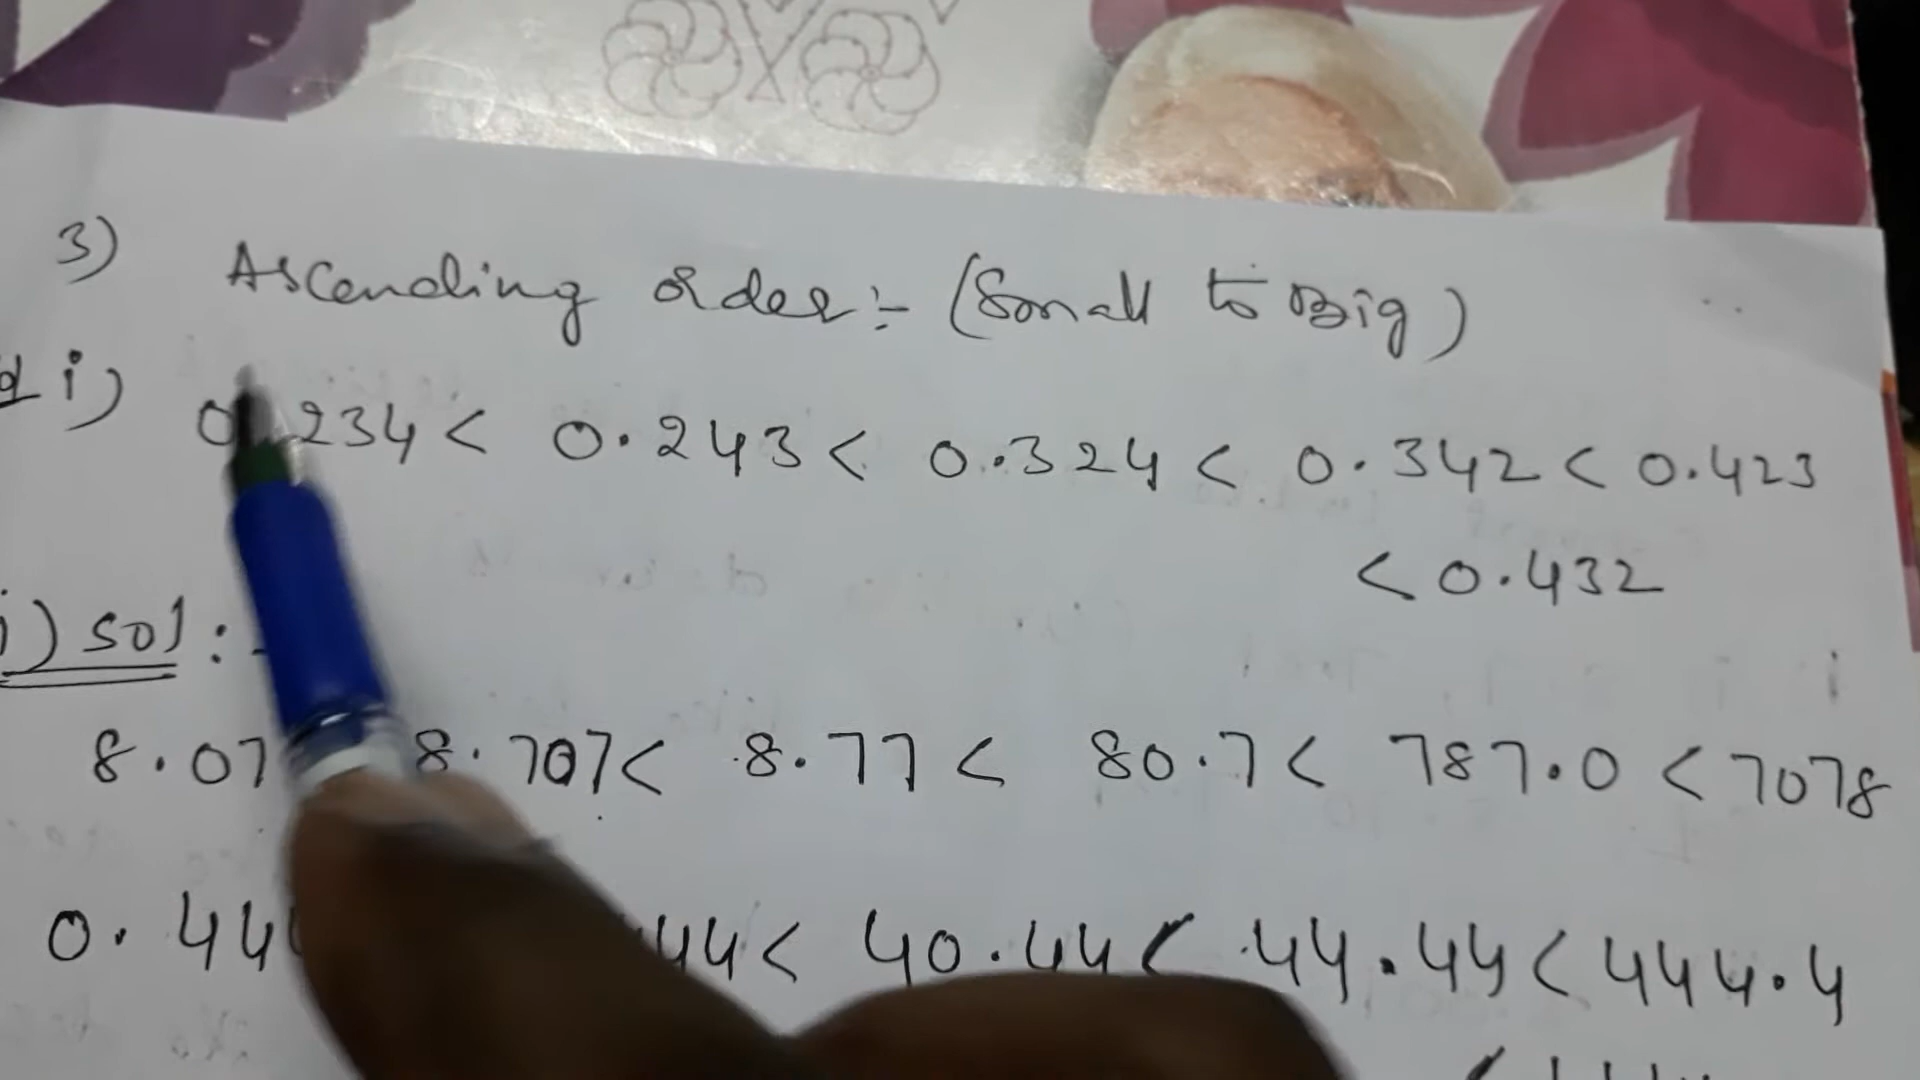 3) Ascending order:- (Small to Big)
i) 0.234 < 0.243 < 0.324 < 0.342 < 0.423
< 0.432
i) sol:-
8.07 8.707 < 8.77 < 80.7 < 787.0 < 7078
0.44 44 < 40.44 < 44.44 < 444.4
<